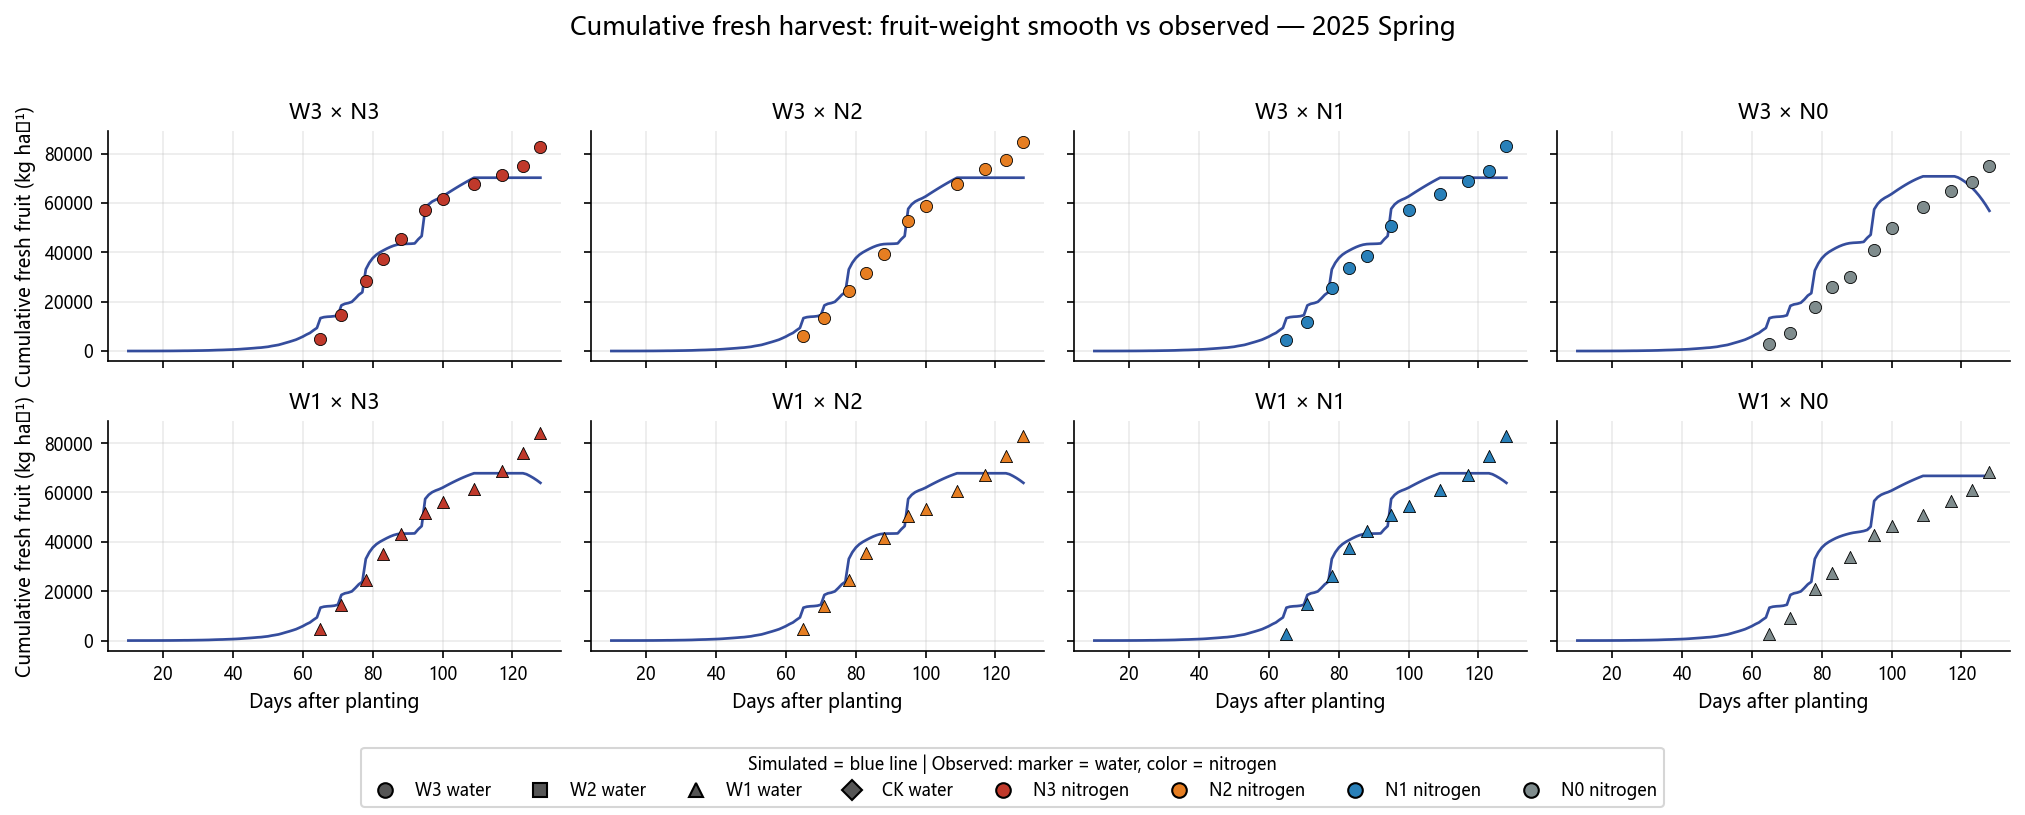 Cumulative fresh harvest: fruit-weight smooth vs observed — 2025 Spring
W3 × N3
W3 × N2
W3 × N1
W3 × N0
Cumulative fresh fruit (kg ha▯¹)
80000
60000
40000
20000
0
W1 × N3
W1 × N2
W1 × N1
W1 × N0
Cumulative fresh fruit (kg ha▯¹)
80000
60000
40000
20000
0
20 40 60 80 100 120
20 40 60 80 100 120
20 40 60 80 100 120
20 40 60 80 100 120
Days after planting
Days after planting
Days after planting
Days after planting
Simulated = blue line | Observed: marker = water, color = nitrogen
W3 water W2 water W1 water CK water N3 nitrogen N2 nitrogen N1 nitrogen N0 nitrogen